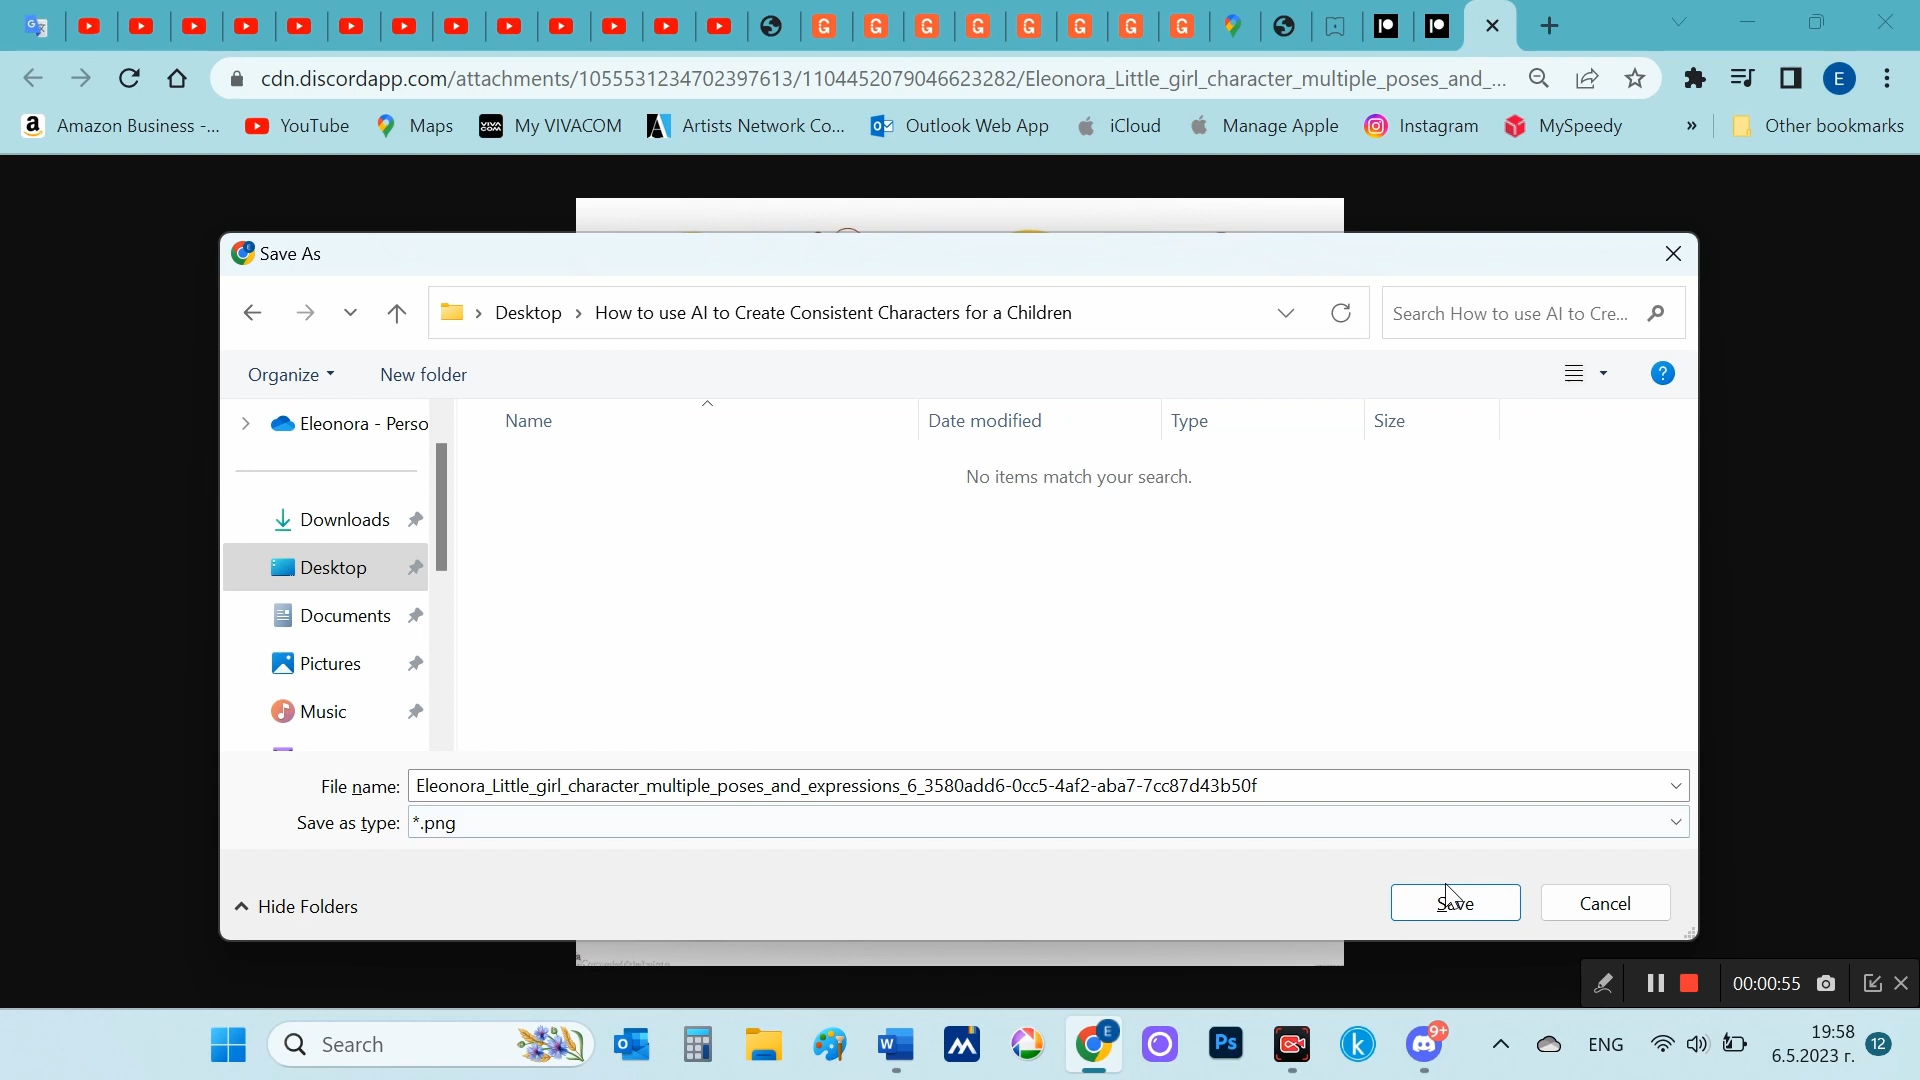 cdn.discordapp.com/attachments/1055531234702397613/1104452079046623282/Eleonora_Little_girl_character_multiple_poses_and_...
E
Amazon Business -...
YouTube
Maps
My VIVACOM
Artists Network Co...
Outlook Web App
iCloud
Manage Apple
Instagram
MySpeedy
»
Other bookmarks
Save As
Desktop › How to use AI to Create Consistent Characters for a Children
Search How to use AI to Cre...
Organize
New folder
Eleonora - Perso
Name
Date modified
Type
Size
No items match your search.
Downloads
Desktop
Documents
Pictures
Music
File name: Eleonora_Little_girl_character_multiple_poses_and_expressions_6_3580add6-0cc5-4af2-aba7-7cc87d43b50f
Save as type: *.png
Hide Folders
Save
Cancel
00:00:55
Search
ENG
19:58
6.5.2023 г.
12
9+
Ps